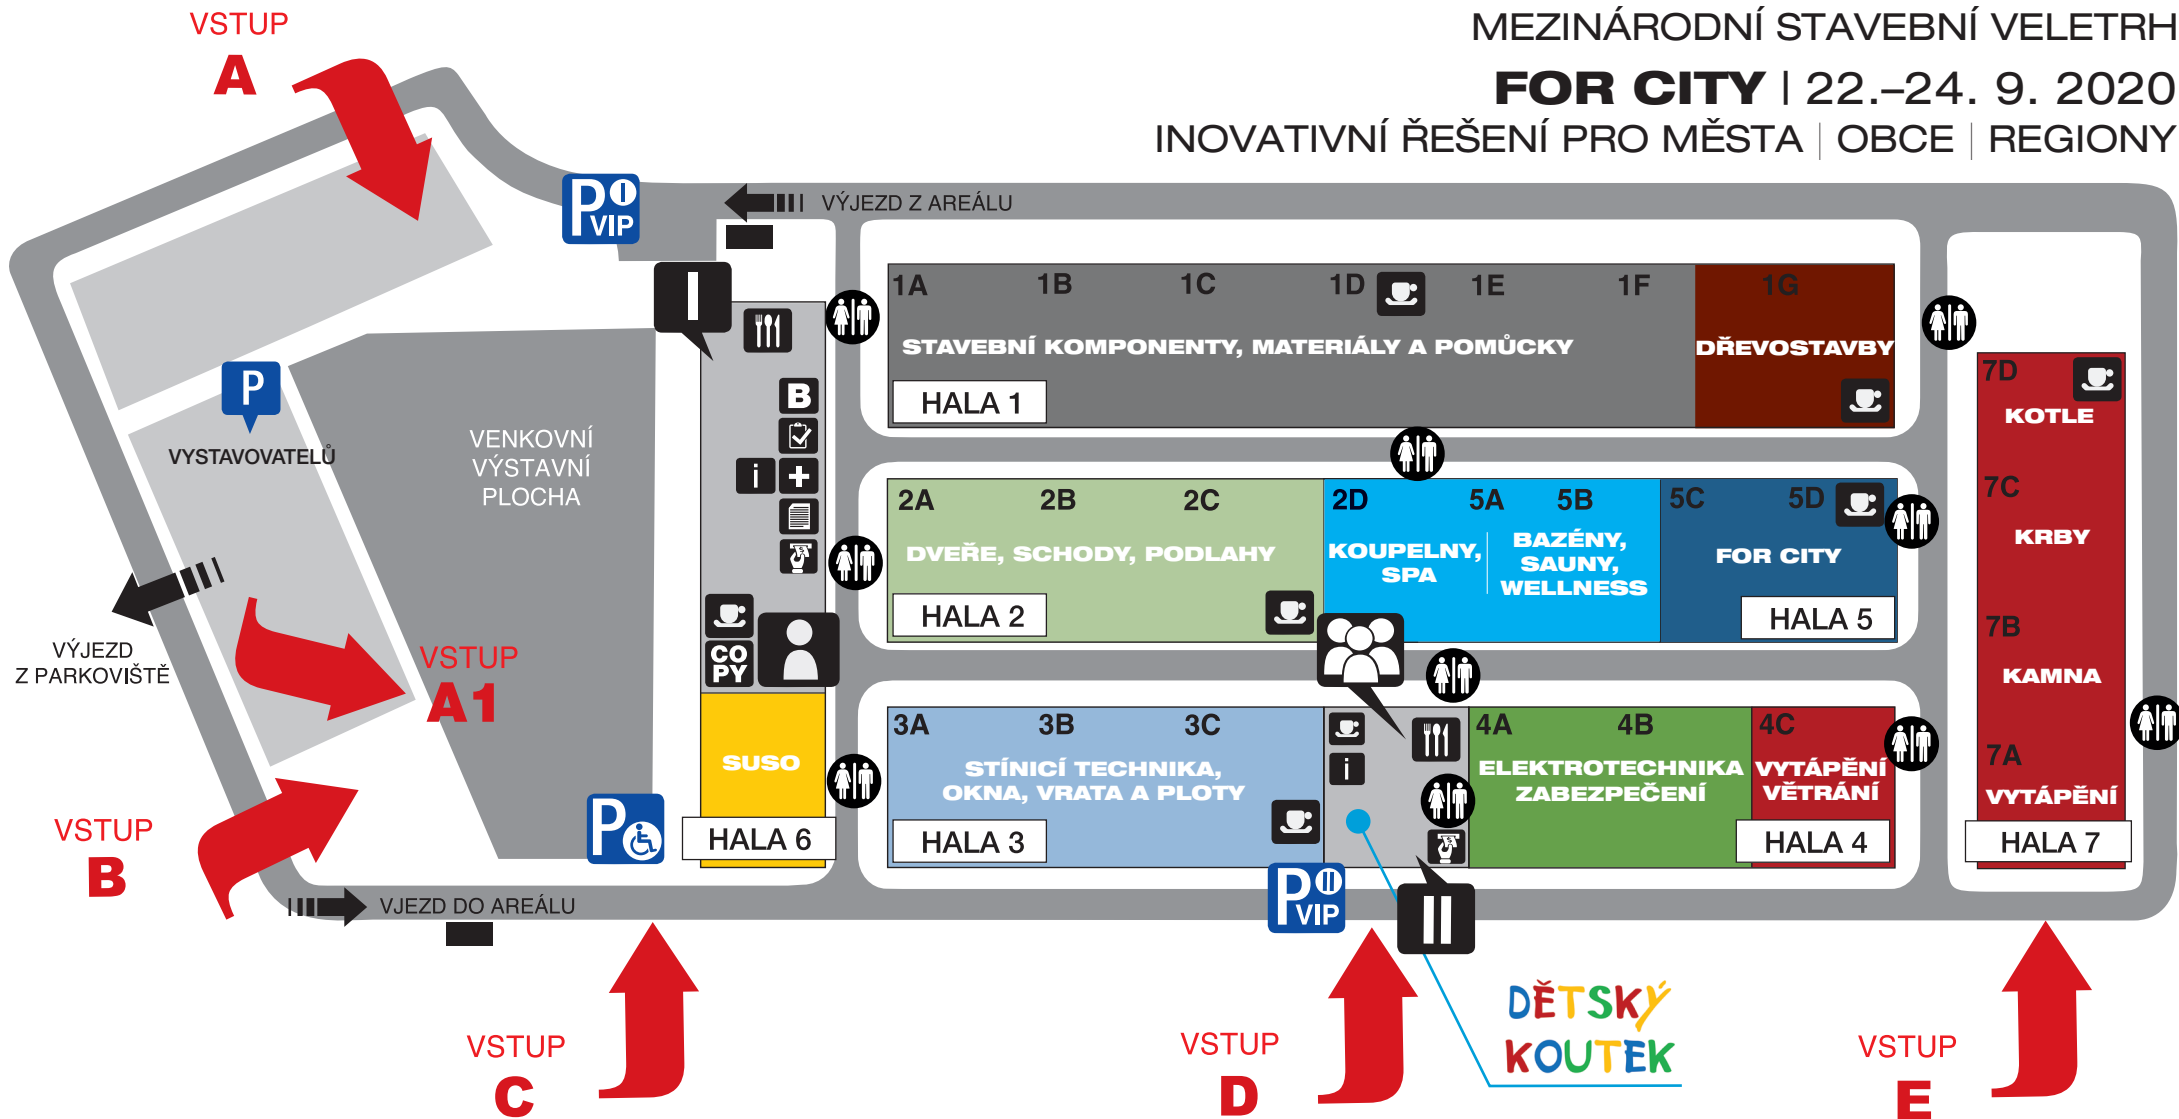 VSTUP
A
MEZINÁRODNÍ STAVEBNÍ VELETRH
FOR CITY | 22.–24. 9. 2020
INOVATIVNÍ ŘEŠENÍ PRO MĚSTA | OBCE | REGIONY
P I
VIP
VÝJEZD Z AREÁLU
I
1A 1B 1C 1D 1E 1F 1G
STAVEBNÍ KOMPONENTY, MATERIÁLY A POMŮCKY
DŘEVOSTAVBY
HALA 1
7D
KOTLE
7C
KRBY
7B
KAMNA
7A
VYTÁPĚNÍ
HALA 7
P
VYSTAVOVATELŮ
VENKOVNÍ
VÝSTAVNÍ
PLOCHA
B
i
CO
PY
2A 2B 2C 2D 5A 5B 5C 5D
DVEŘE, SCHODY, PODLAHY
KOUPELNY,
SPA
BAZÉNY,
SAUNY,
WELLNESS
FOR CITY
HALA 2
HALA 5
VÝJEZD
Z PARKOVIŠTĚ
VSTUP
A1
SUSO
HALA 6
3A 3B 3C 4A 4B 4C
STÍNICÍ TECHNIKA,
OKNA, VRATA A PLOTY
i
ELEKTROTECHNIKA
ZABEZPEČENÍ
VYTÁPĚNÍ
VĚTRÁNÍ
HALA 3
HALA 4
VSTUP
B
P
P II
VIP
II
VJEZD DO AREÁLU
DĚTSKÝ
KOUTEK
VSTUP
C
VSTUP
D
VSTUP
E